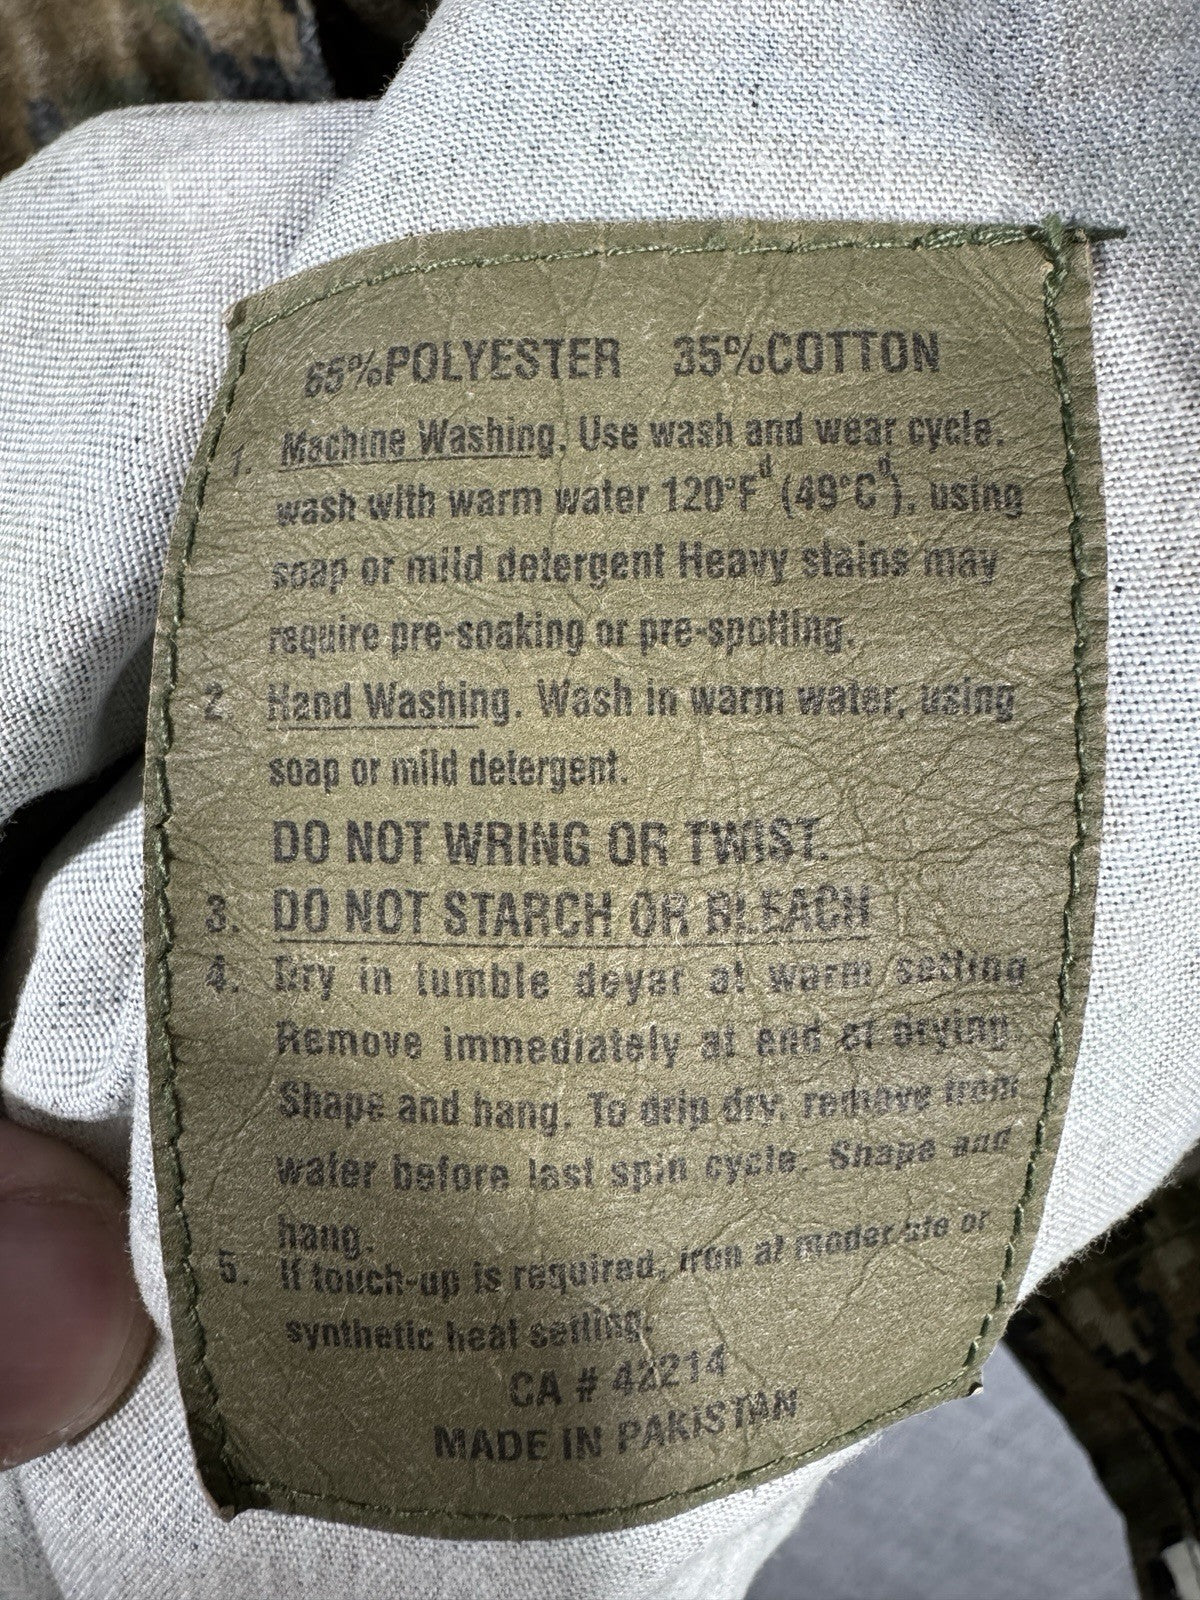 65%POLYESTER 35%COTTON
1. Machine Washing. Use wash and wear cycle.
wash with warm water 120°Fd (49°Cd), using
soap or mild detergent Heavy stains may
require pre-soaking or pre-spotting.
2. Hand Washing. Wash in warm water, using
soap or mild detergent.
DO NOT WRING OR TWIST.
3. DO NOT STARCH OR BLEACH
4. Dry in tumble deyar at warm setting
Remove immediately at end of drying.
Shape and hang. To drip dry, remove from
water before last spin cycle. Shape and
hang.
5. If touch-up is required, iron at moderate or
synthetic heat setting.
CA # 42214
MADE IN PAKISTAN